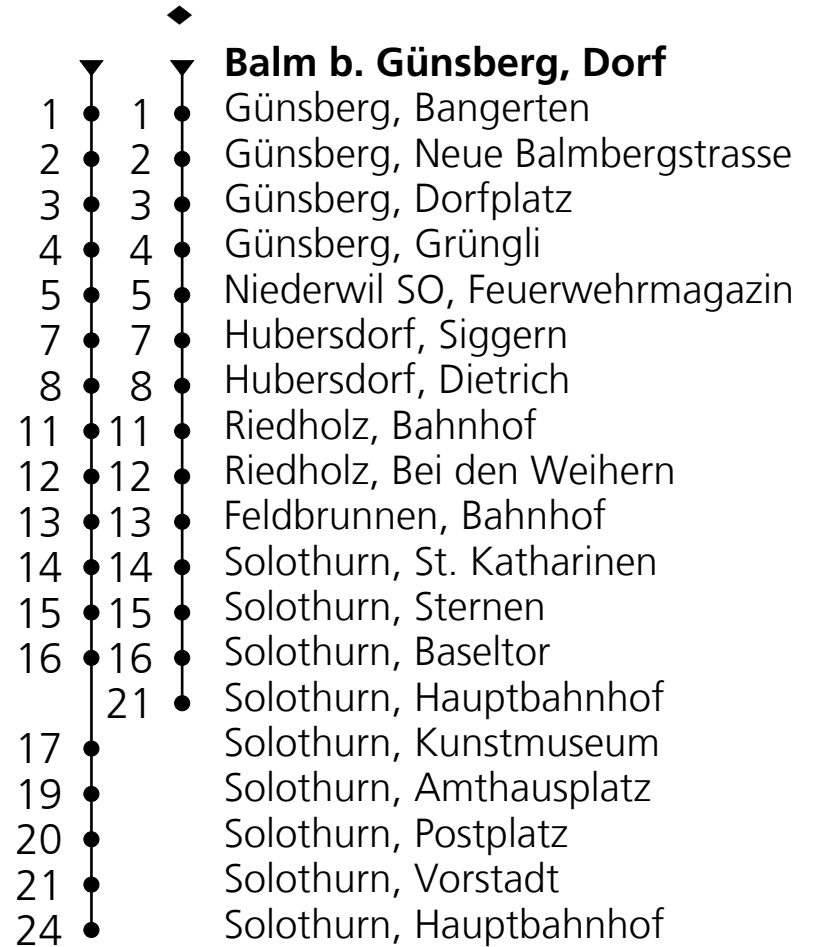 Balm b. Günsberg, Dorf
1 1 Günsberg, Bangerten
2 2 Günsberg, Neue Balmbergstrasse
3 3 Günsberg, Dorfplatz
4 4 Günsberg, Grüngli
5 5 Niederwil SO, Feuerwehrmagazin
7 7 Hubersdorf, Siggern
8 8 Hubersdorf, Dietrich
11 11 Riedholz, Bahnhof
12 12 Riedholz, Bei den Weihern
13 13 Feldbrunnen, Bahnhof
14 14 Solothurn, St. Katharinen
15 15 Solothurn, Sternen
16 16 Solothurn, Baseltor
21 Solothurn, Hauptbahnhof
17 Solothurn, Kunstmuseum
19 Solothurn, Amthausplatz
20 Solothurn, Postplatz
21 Solothurn, Vorstadt
24 Solothurn, Hauptbahnhof